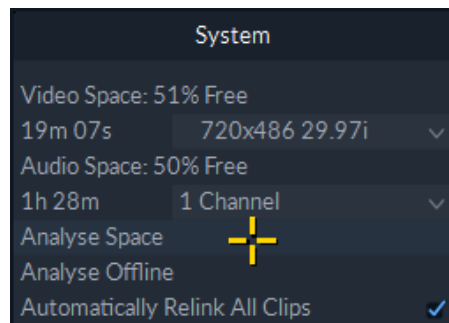 System
Video Space: 51% Free
19m 07s 720x486 29.97i
Audio Space: 50% Free
1h 28m 1 Channel
Analyse Space
Analyse Offline
Automatically Relink All Clips